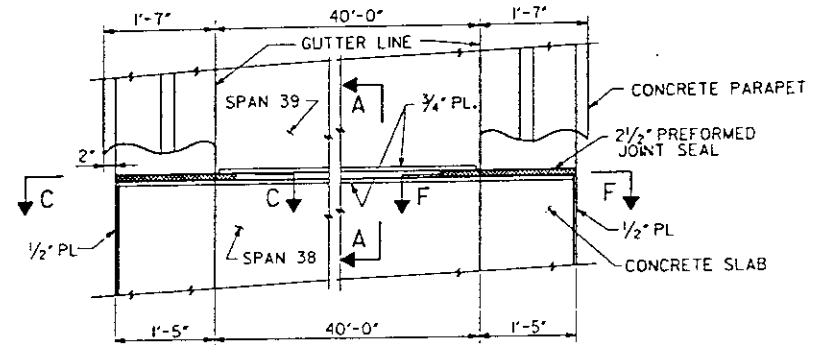 1'-7" 40'-0" 1'-7"
GUTTER LINE
A
SPAN 39
3/4" PL.
CONCRETE PARAPET
2 1/2" PREFORMED
JOINT SEAL
2"
C C F F
1/2" PL
A
1/2" PL
SPAN 38
CONCRETE SLAB
1'-5" 40'-0" 1'-5"